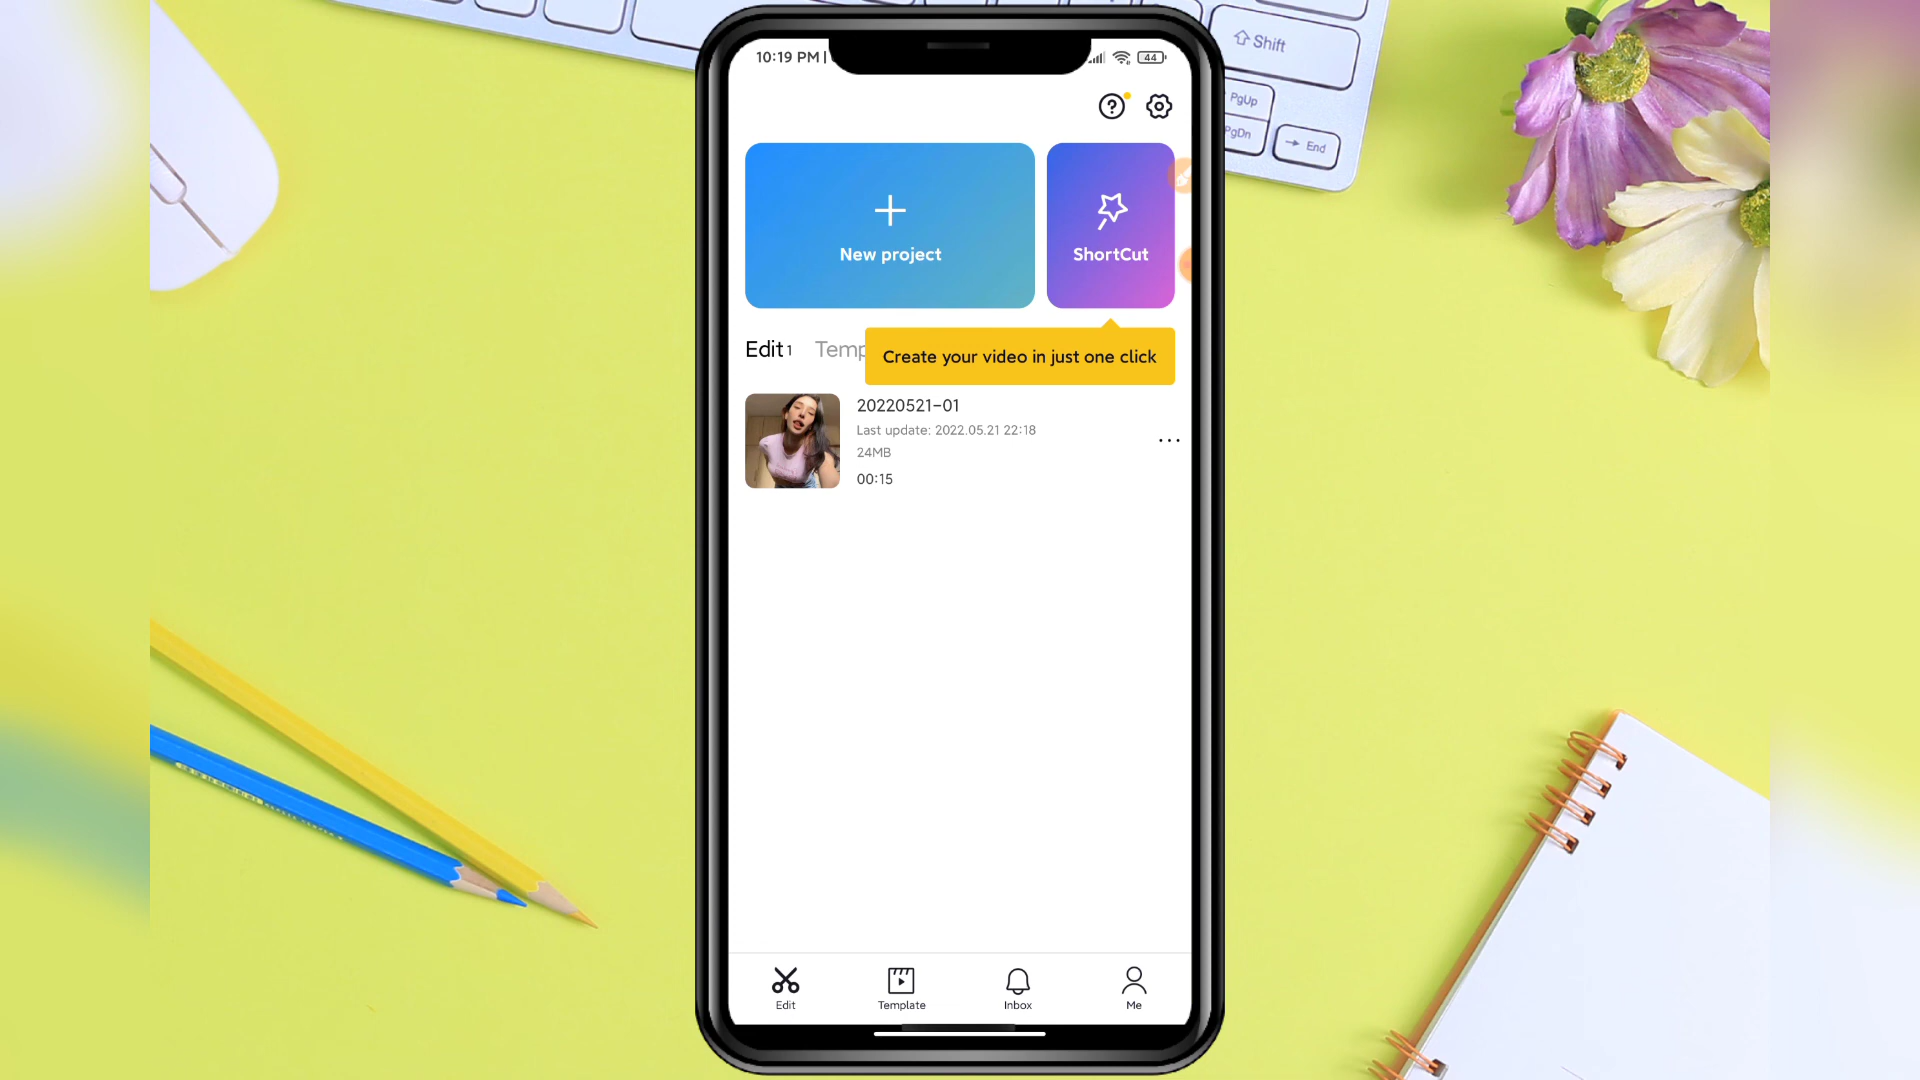 Shift
PgUp
PgDn
End
10:19 PM |
44
New project
ShortCut
Edit 1
Temp
Create your video in just one click
20220521-01
Last update: 2022.05.21 22:18
24MB
00:15
Edit
Template
Inbox
Me